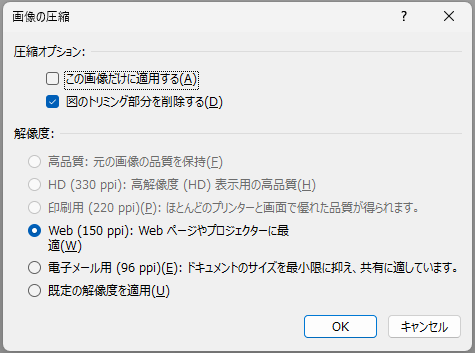 画像の圧縮
圧縮オプション:
この画像だけに適用する(A)
図のトリミング部分を削除する(D)
解像度:
高品質: 元の画像の品質を保持(F)
HD (330 ppi): 高解像度 (HD) 表示用の高品質(H)
印刷用 (220 ppi)(P): ほとんどのプリンターと画面で優れた品質が得られます。
Web (150 ppi): Web ページやプロジェクターに最
適(W)
電子メール用 (96 ppi)(E): ドキュメントのサイズを最小限に抑え、共有に適しています。
既定の解像度を適用(U)
OK
キャンセル